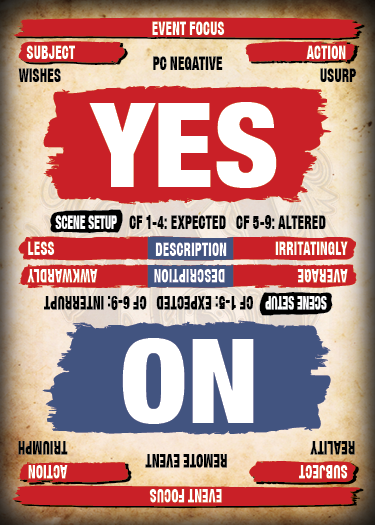 EVENT FOCUS
SUBJECT ACTION
WISHES PC NEGATIVE USURP
YES
SCENE SETUP CF 1-4: EXPECTED CF 5-9: ALTERED
LESS DESCRIPTION IRRITATINGLY
EVENT FOCUS
SUBJECT ACTION
REALITY REMOTE EVENT TRIUMPH
NO
SCENE SETUP CF 1-5: EXPECTED CF 6-9: INTERRUPT
AVERAGE DESCRIPTION AWKWARDLY